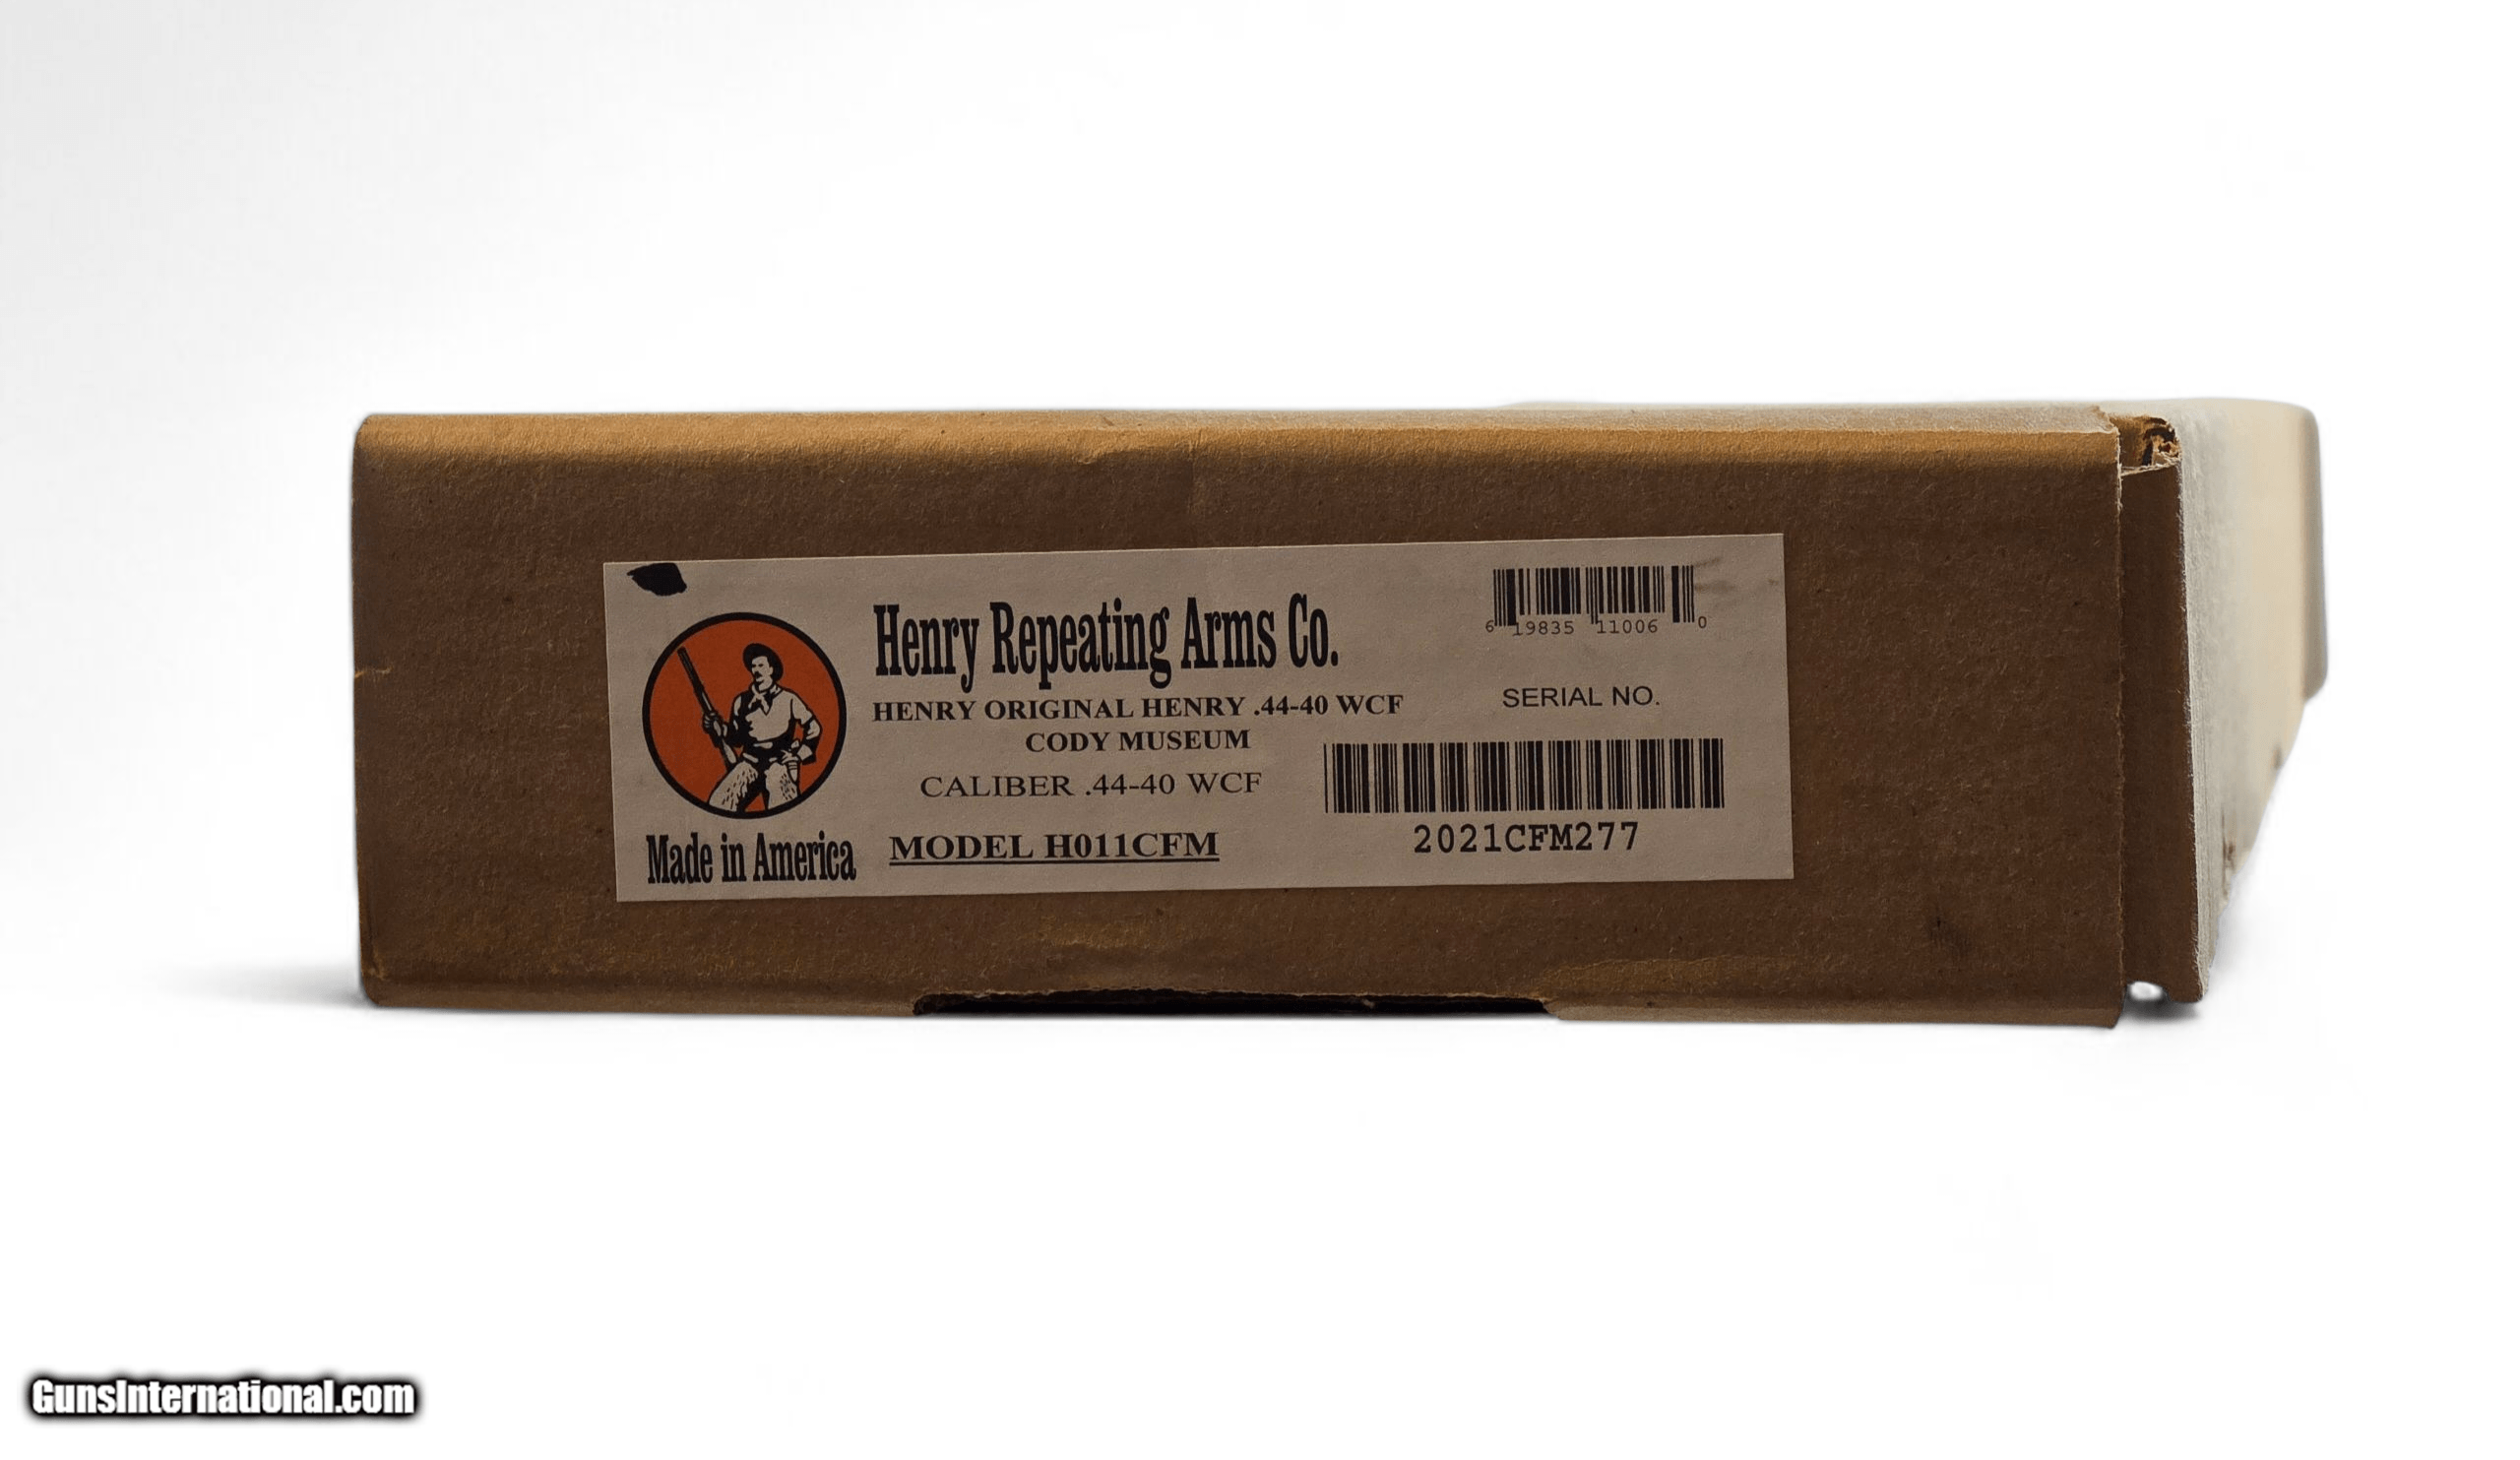 Henry Repeating Arms Co.
HENRY ORIGINAL HENRY .44-40 WCF
CODY MUSEUM
CALIBER .44-40 WCF
MODEL H011CFM
Made in America
6 19835 11006 0
SERIAL NO.
2021CFM277
GunsInternational.com